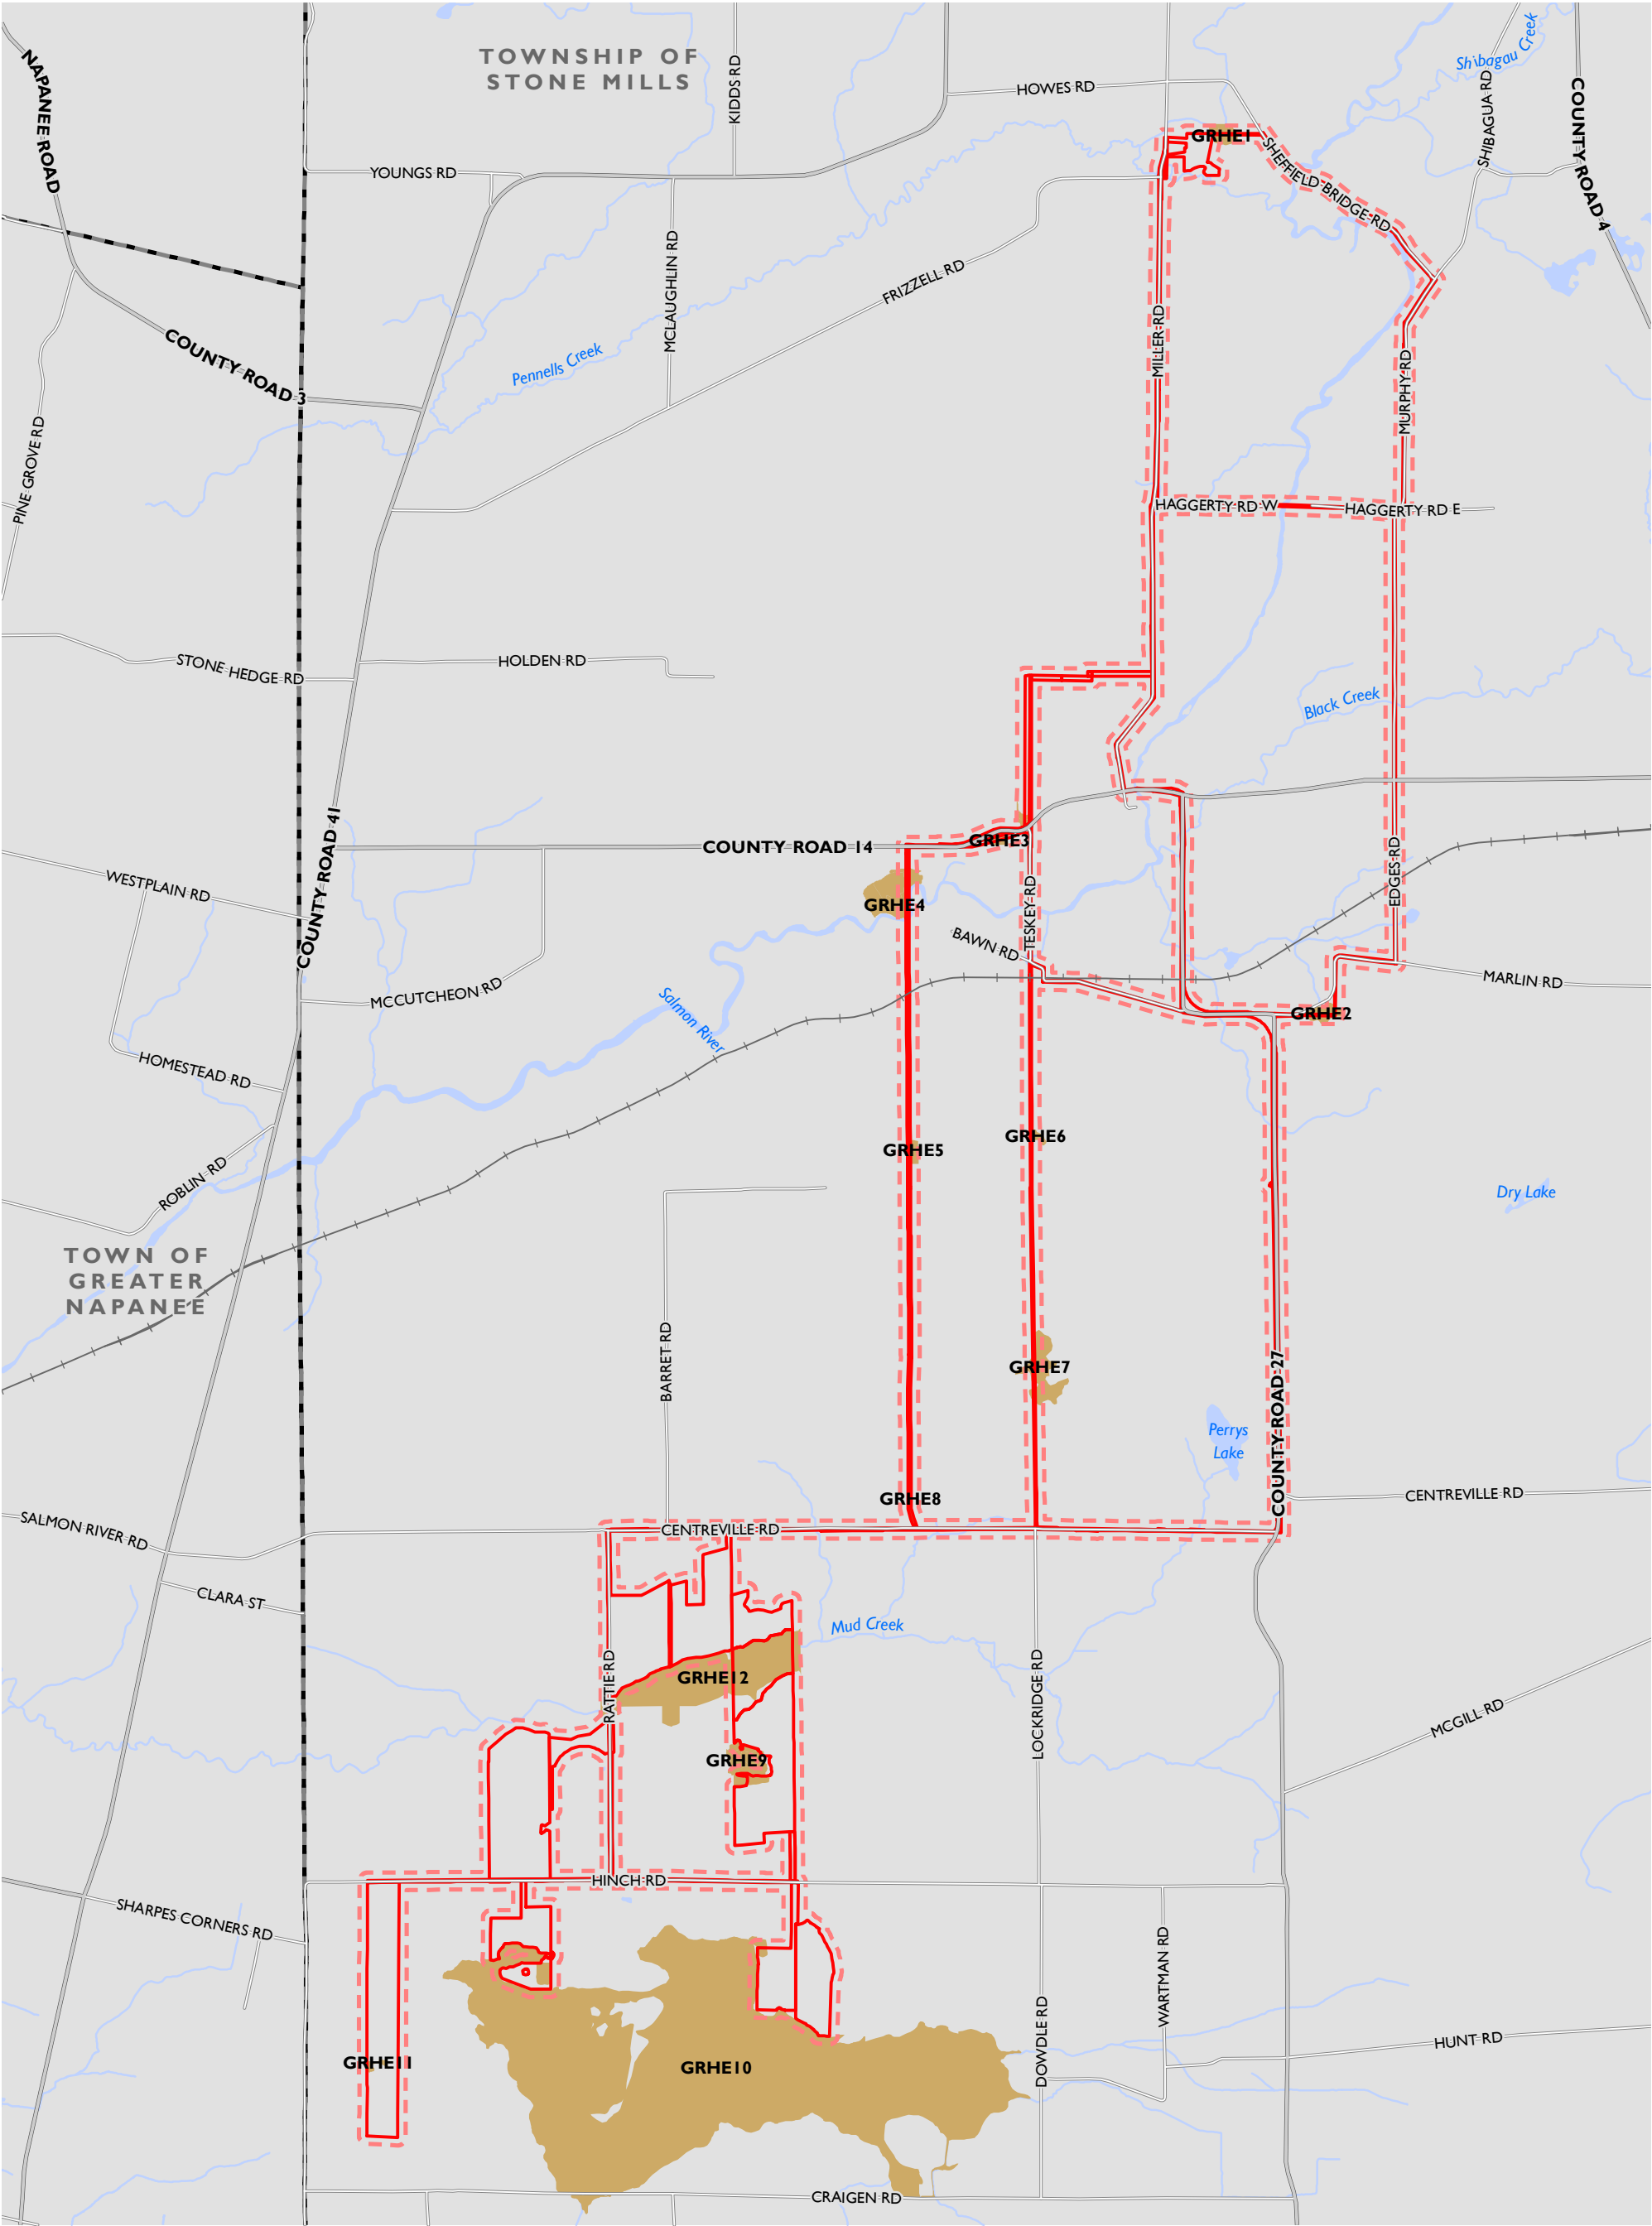 TOWNSHIP OF
STONE MILLS
Shibagau Creek
NAPANEE ROAD
KIDDS RD
HOWES RD
SHIBAGUA RD
COUNTY ROAD 4
GRHE1
SHEFFIELD BRIDGE RD
YOUNGS RD
MCLAUGHLIN RD
FRIZZELL RD
COUNTY ROAD 3
Pennells Creek
MILLER RD
MURPHY RD
PINE GROVE RD
HAGGERTY RD W
HAGGERTY RD E
STONE HEDGE RD
HOLDEN RD
Black Creek
COUNTY ROAD 41
COUNTY ROAD 14
GRHE3
WESTPLAIN RD
GRHE4
TESKEY RD
EDGES RD
BAWN RD
MCCUTCHEON RD
MARLIN RD
Salmon River
GRHE2
HOMESTEAD RD
GRHE5
GRHE6
ROBLIN RD
Dry Lake
TOWN OF
GREATER
NAPANEE
BARRET RD
GRHE7
COUNTY ROAD 27
Perrys
Lake
GRHE8
CENTREVILLE RD
SALMON RIVER RD
CENTREVILLE RD
CLARA ST
Mud Creek
RATTIE RD
GRHE12
LOCKRIDGE RD
MCGILL RD
GRHE9
HINCH RD
SHARPES CORNERS RD
WARTMAN RD
DOWDLE RD
HUNT RD
GRHE11
GRHE10
CRAIGEN RD